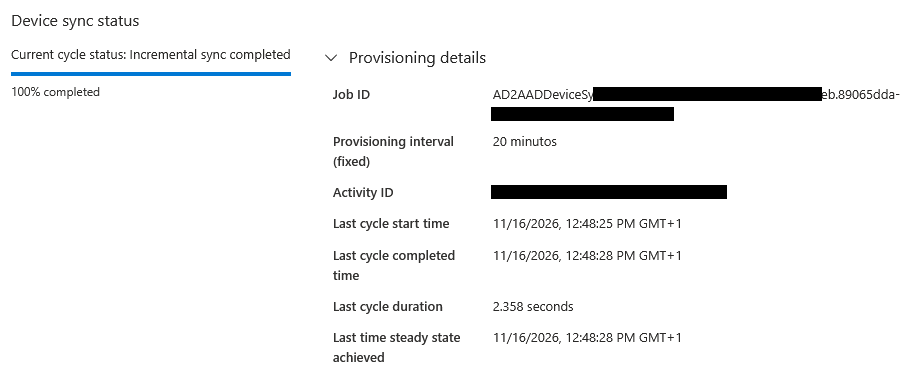 Device sync status
Current cycle status: Incremental sync completed
100% completed
Provisioning details
Job ID AD2AADDeviceSy eb.89065dda-
Provisioning interval (fixed) 20 minutos
Activity ID
Last cycle start time 11/16/2026, 12:48:25 PM GMT+1
Last cycle completed time 11/16/2026, 12:48:28 PM GMT+1
Last cycle duration 2.358 seconds
Last time steady state achieved 11/16/2026, 12:48:28 PM GMT+1